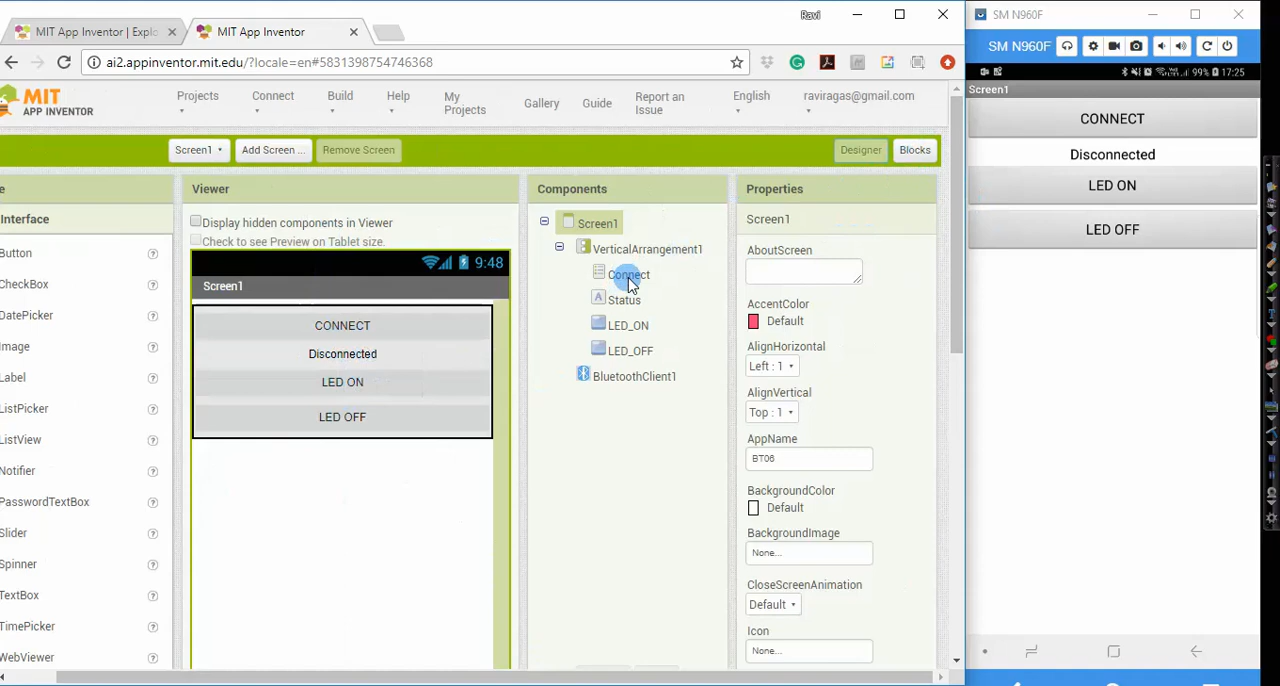 Ravi
MIT App Inventor | Explo
MIT App Inventor
ai2.appinventor.mit.edu/?locale=en#5831398754746368
MIT
APP INVENTOR
Projects
Connect
Build
Help
My
Projects
Gallery
Guide
Report an
Issue
English
raviragas@gmail.com
Screen1
Add Screen ...
Remove Screen
Designer
Blocks
e
Interface
Button
CheckBox
DatePicker
Image
Label
ListPicker
ListView
Notifier
PasswordTextBox
Slider
Spinner
TextBox
TimePicker
WebViewer
Viewer
Display hidden components in Viewer
Check to see Preview on Tablet size.
9:48
Screen1
CONNECT
Disconnected
LED ON
LED OFF
Components
Screen1
VerticalArrangement1
Connect
Status
LED_ON
LED_OFF
BluetoothClient1
Properties
Screen1
AboutScreen
AccentColor
Default
AlignHorizontal
Left : 1
AlignVertical
Top : 1
AppName
BT06
BackgroundColor
Default
BackgroundImage
None...
CloseScreenAnimation
Default
Icon
None...
SM N960F
SM N960F
99% 17:25
Screen1
CONNECT
Disconnected
LED ON
LED OFF